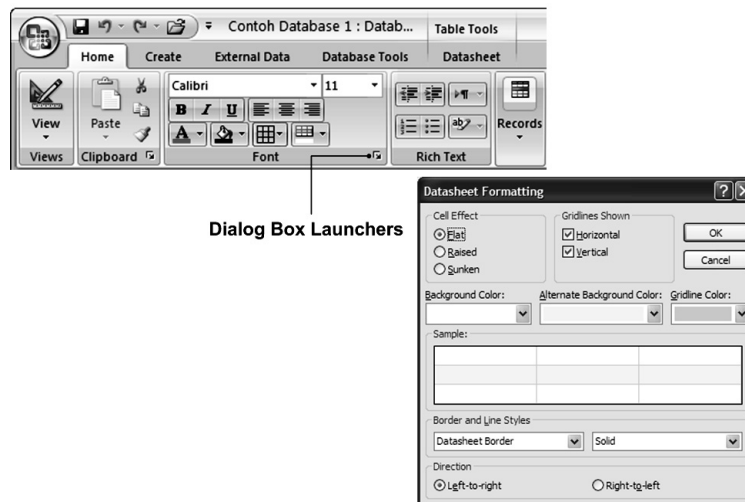 Contoh Database 1 : Datab... Table Tools
Home Create External Data Database Tools Datasheet
Calibri 11
View Paste B I U Records
A ab
Views Clipboard Font Rich Text
Dialog Box Launchers
Datasheet Formatting
Cell Effect Gridlines Shown
Flat Horizontal OK
Raised Vertical
Sunken Cancel
Background Color: Alternate Background Color: Gridline Color:
Sample:
Border and Line Styles
Datasheet Border Solid
Direction
Left-to-right Right-to-left